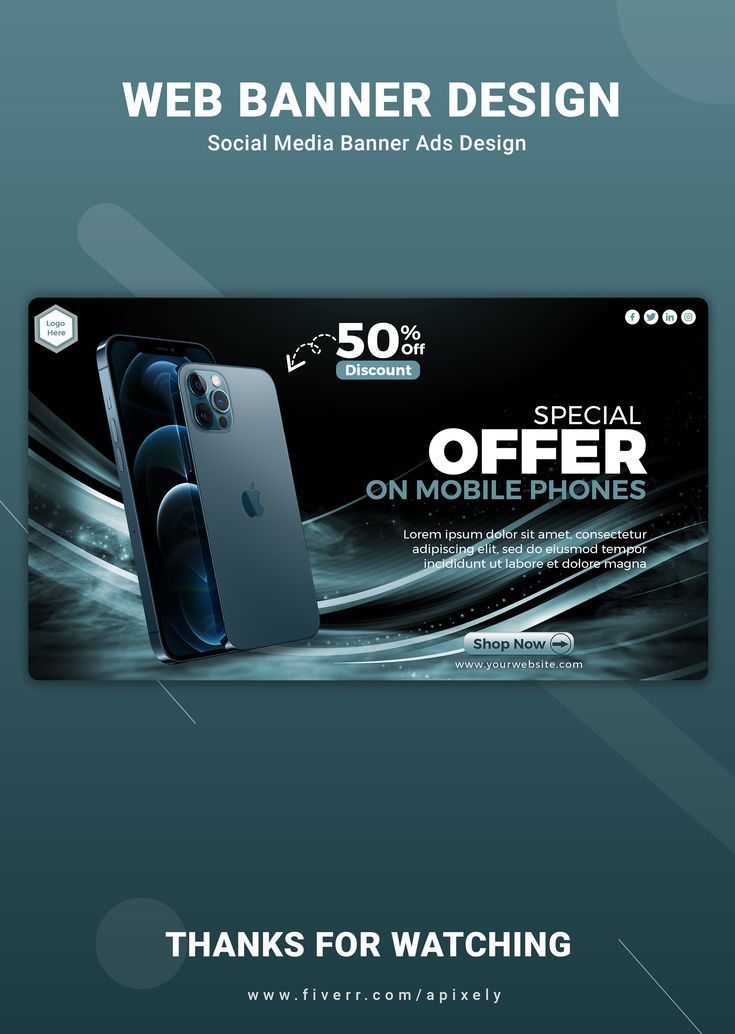 WEB BANNER DESIGN
Social Media Banner Ads Design
Logo
Here
50%
Off
Discount
SPECIAL
OFFER
ON MOBILE PHONES
Lorem ipsum dolor sit amet, consectetur
adipiscing elit, sed do eiusmod tempor
incididunt ut labore et dolore magna
Shop Now
www.yourwebsite.com
THANKS FOR WATCHING
www.fiverr.com/apixely